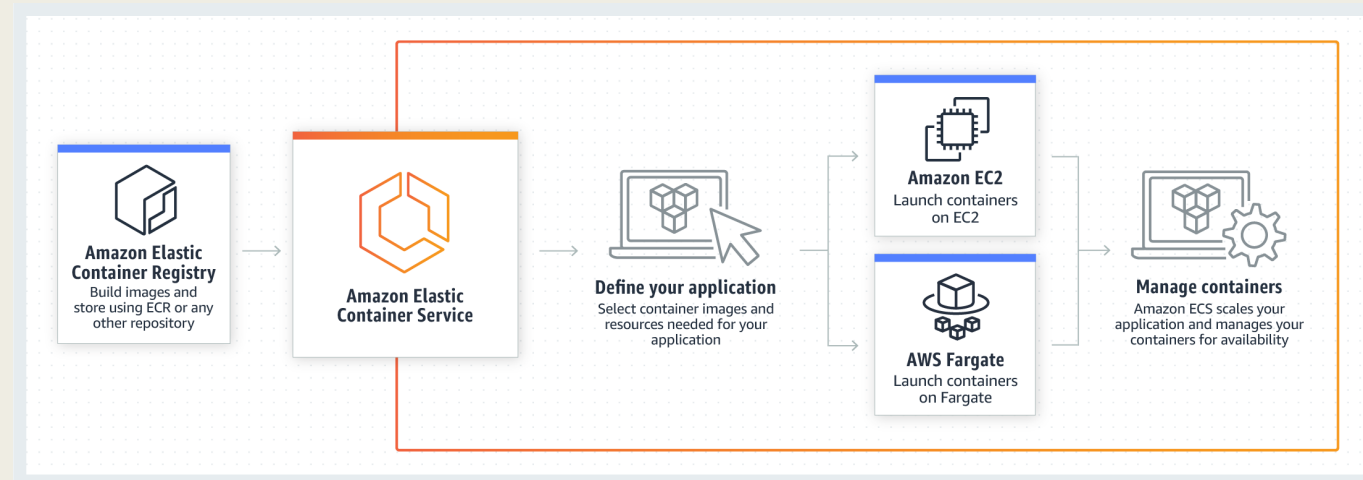 Amazon Elastic
Container Registry
Build images and
store using ECR or any
other repository
Amazon Elastic
Container Service
Define your application
Select container images and
resources needed for your
application
Amazon EC2
Launch containers
on EC2
AWS Fargate
Launch containers
on Fargate
Manage containers
Amazon ECS scales your
application and manages your
containers for availability